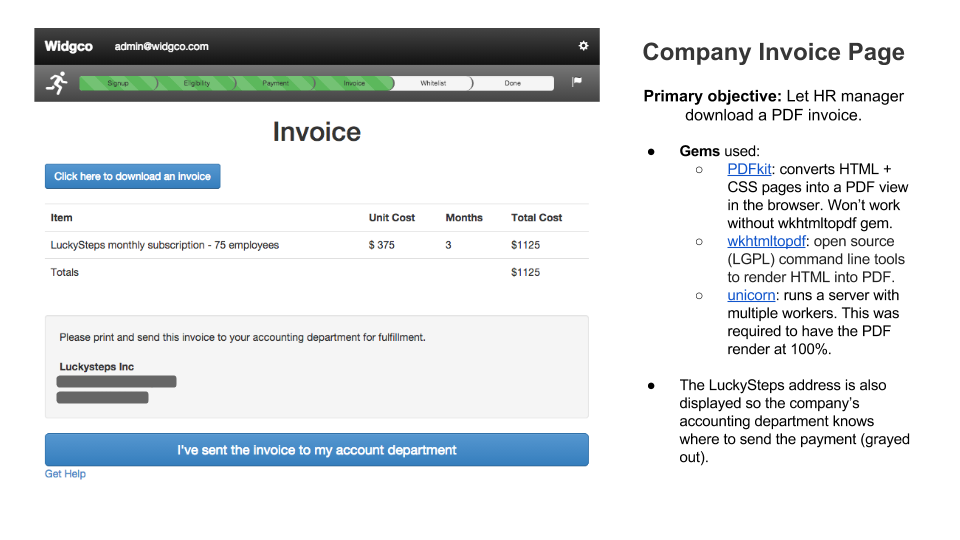 Widgco admin@widgco.com
Signup Eligibility Payment Invoice Whitelist Done
Invoice
Click here to download an invoice
Item Unit Cost Months Total Cost
LuckySteps monthly subscription - 75 employees $ 375 3 $1125
Totals $1125
Please print and send this invoice to your accounting department for fulfillment.
Luckysteps Inc
I've sent the invoice to my account department
Get Help
Company Invoice Page
Primary objective: Let HR manager
download a PDF invoice.
● Gems used:
○ PDFkit: converts HTML +
CSS pages into a PDF view
in the browser. Won’t work
without wkhtmltopdf gem.
○ wkhtmltopdf: open source
(LGPL) command line tools
to render HTML into PDF.
○ unicorn: runs a server with
multiple workers. This was
required to have the PDF
render at 100%.
● The LuckySteps address is also
displayed so the company’s
accounting department knows
where to send the payment (grayed
out).